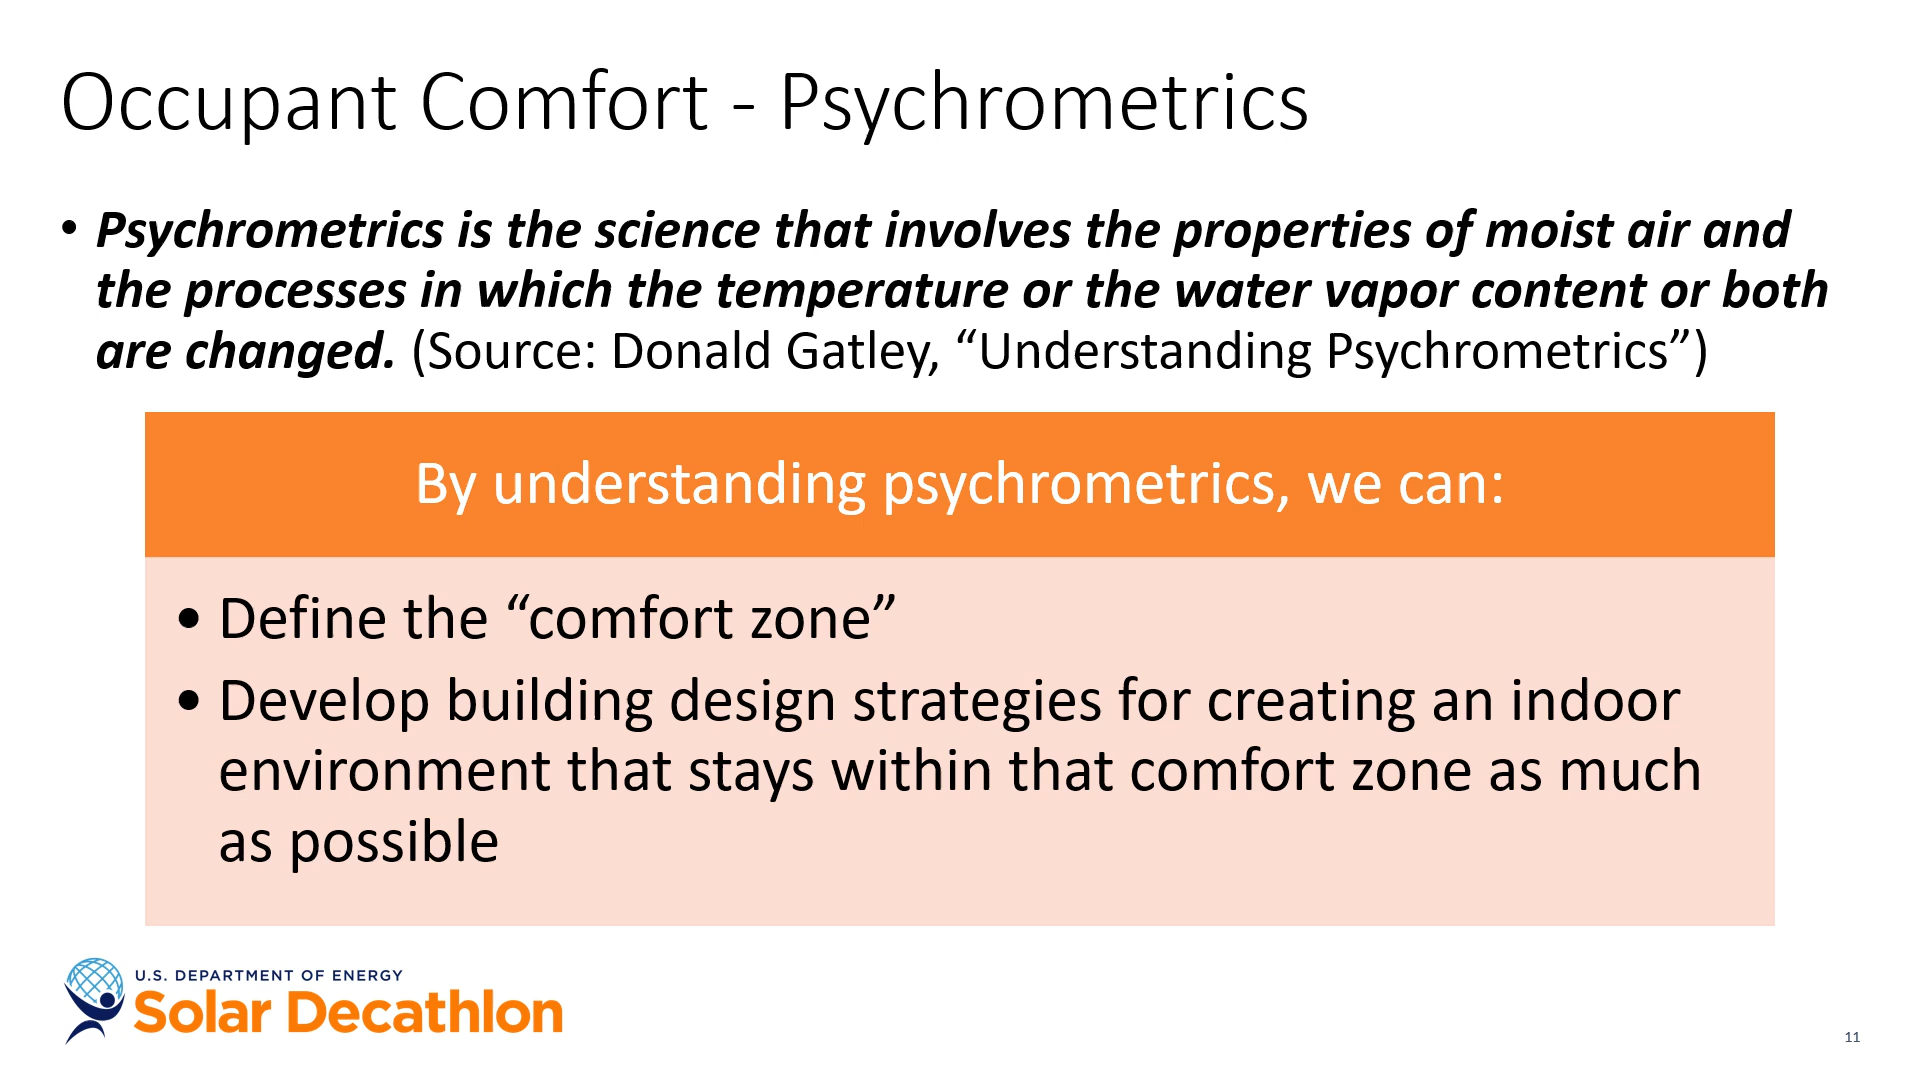 Occupant Comfort - Psychrometrics
• Psychrometrics is the science that involves the properties of moist air and
the processes in which the temperature or the water vapor content or both
are changed. (Source: Donald Gatley, “Understanding Psychrometrics”)
By understanding psychrometrics, we can:
• Define the “comfort zone”
• Develop building design strategies for creating an indoor
environment that stays within that comfort zone as much
as possible
U.S. DEPARTMENT OF ENERGY
Solar Decathlon
11